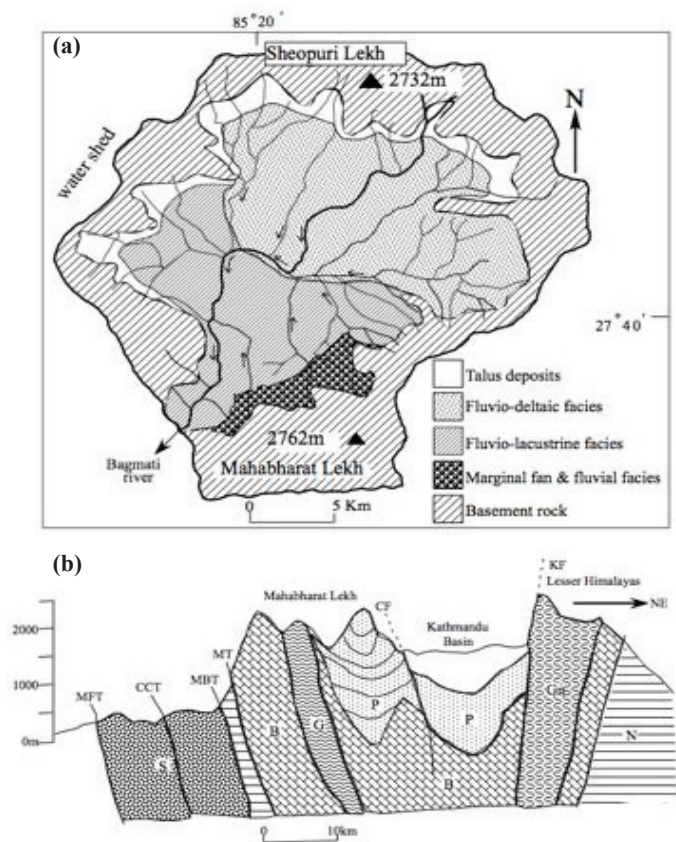 (a)
85° 20'
Sheopuri Lekh
2732m
N
water shed
27° 40'
Talus deposits
Fluvio-deltaic facies
Fluvio-lacustrine facies
2762m
Mahabharat Lekh
Marginal fan & fluvial facies
Bagmati
river
Basement rock
0 5 Km
(b)
KF
Mahabharat Lekh
CF
Lesser Himalayas
Kathmandu
Basin
NE
2000
1000
0m
MFT
CCT
MBT
MT
S
B
G
P
P
B
Gn
N
0 10km